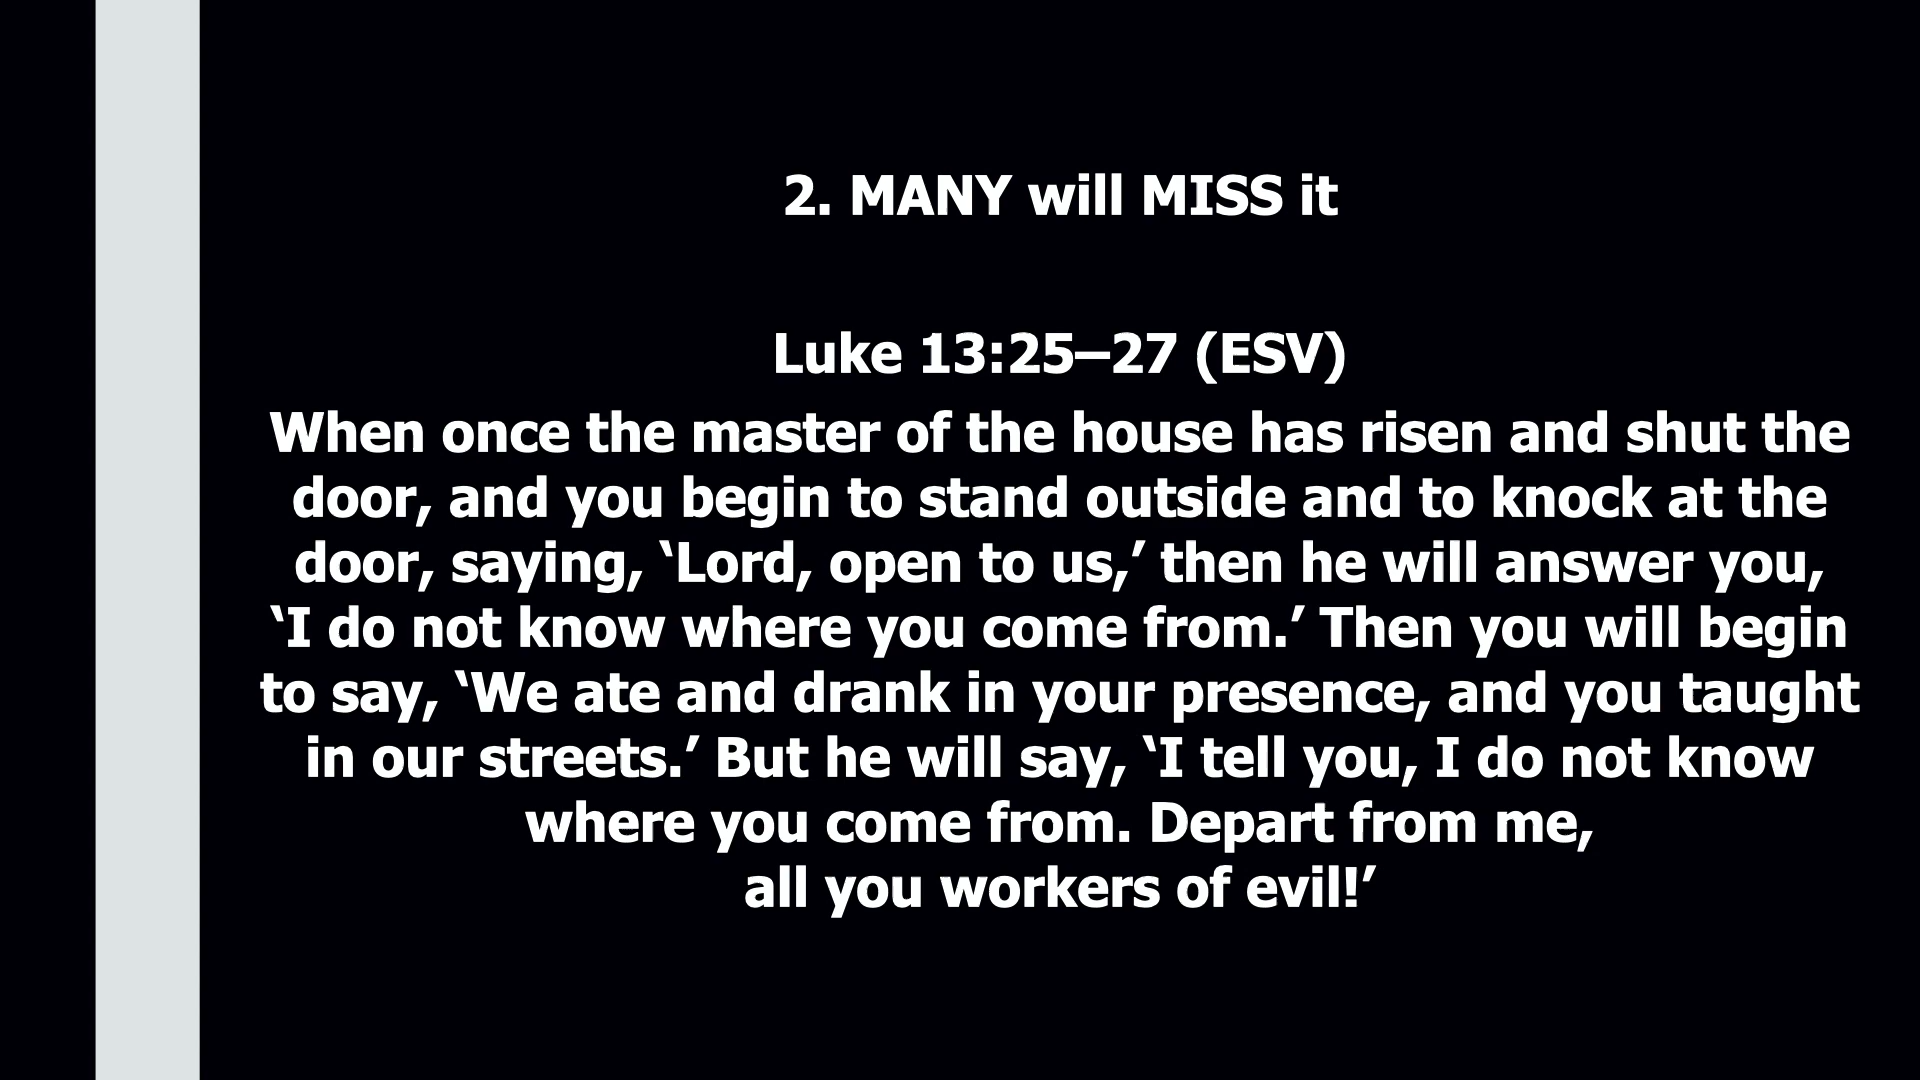 2. MANY will MISS it
Luke 13:25–27 (ESV)
When once the master of the house has risen and shut the
door, and you begin to stand outside and to knock at the
door, saying, ‘Lord, open to us,’ then he will answer you,
‘I do not know where you come from.’ Then you will begin
to say, ‘We ate and drank in your presence, and you taught
in our streets.’ But he will say, ‘I tell you, I do not know
where you come from. Depart from me,
all you workers of evil!’